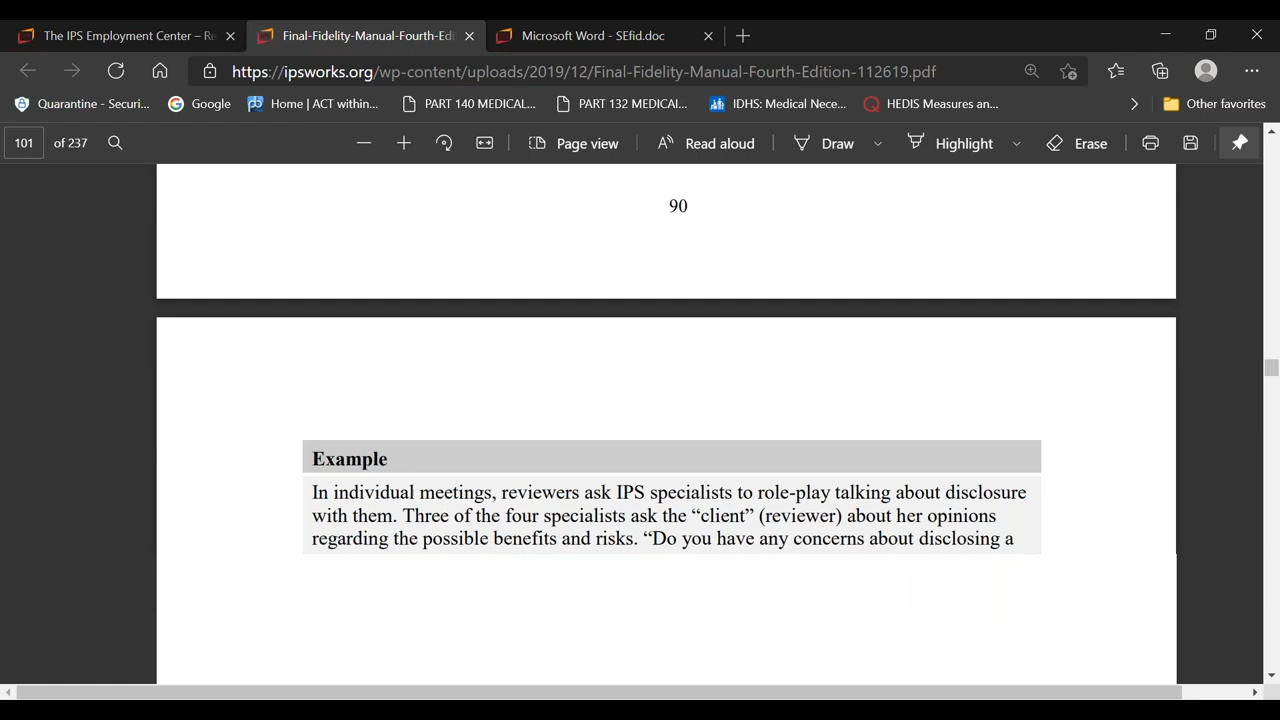 The IPS Employment Center – Re
Final-Fidelity-Manual-Fourth-Edi
Microsoft Word - SEfid.doc
https://ipsworks.org/wp-content/uploads/2019/12/Final-Fidelity-Manual-Fourth-Edition-112619.pdf
Quarantine - Securi... Google Home | ACT within... PART 140 MEDICAL... PART 132 MEDICAl... IDHS: Medical Nece... HEDIS Measures an... Other favorites
101 of 237 Page view Read aloud Draw Highlight Erase
90
Example
In individual meetings, reviewers ask IPS specialists to role-play talking about disclosure
with them. Three of the four specialists ask the “client” (reviewer) about her opinions
regarding the possible benefits and risks. “Do you have any concerns about disclosing a